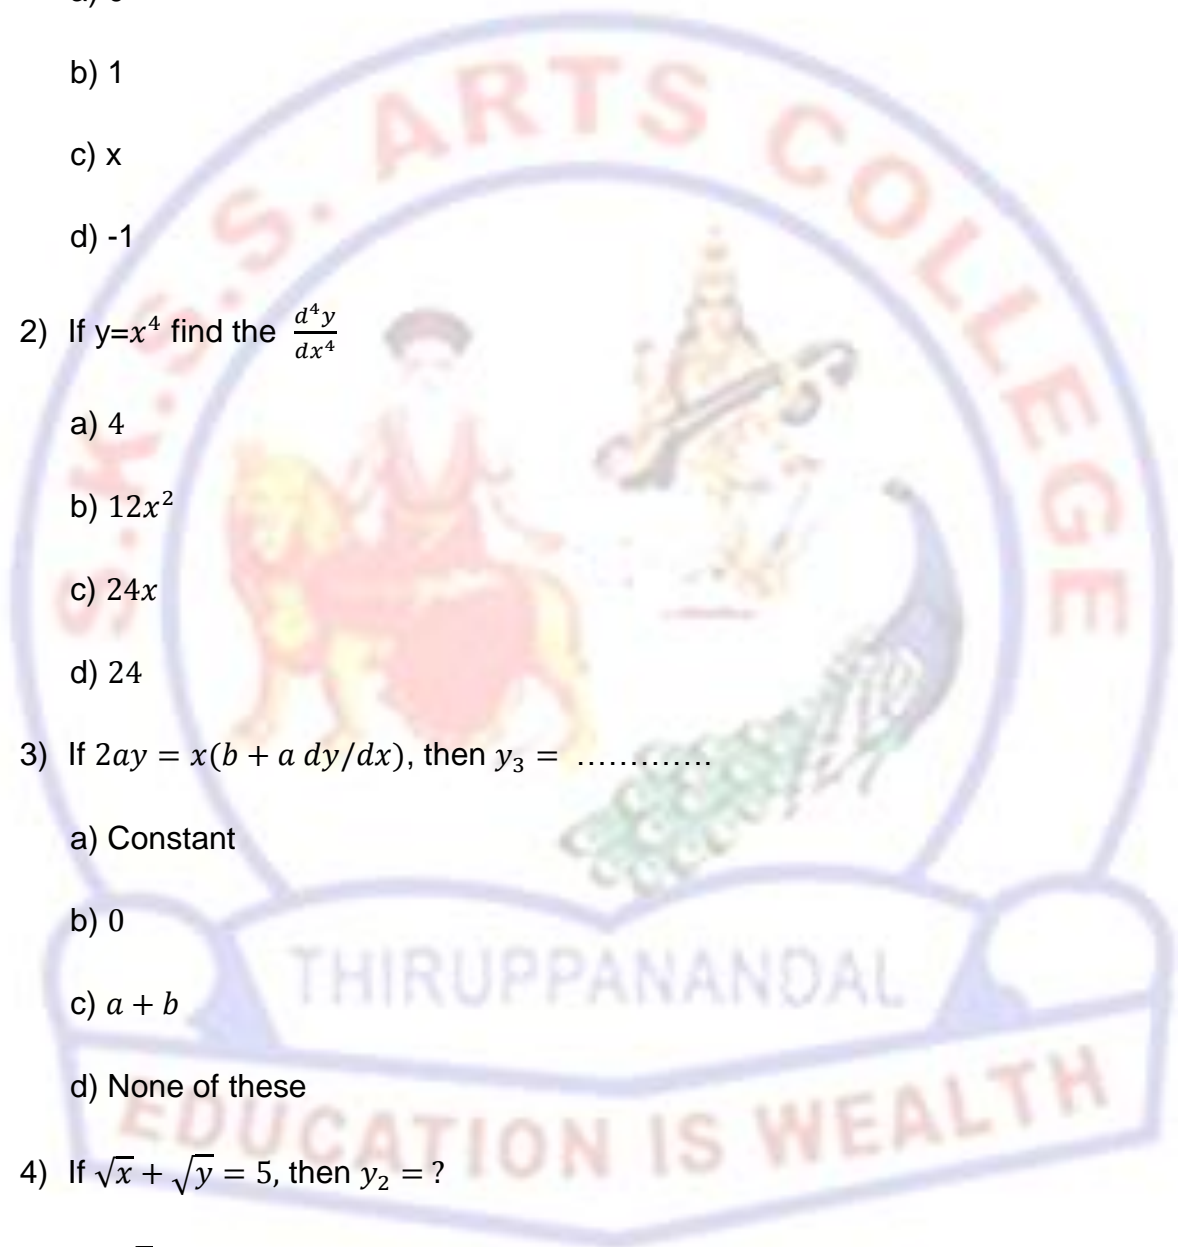 b) 1
c) x
d) -1
2) If y=𝑥⁴ find the d⁴y/dx⁴
a) 4
b) 12𝑥²
c) 24𝑥
d) 24
3) If 2𝑎𝑦 = 𝑥(𝑏 + 𝑎 𝑑𝑦/𝑑𝑥), then 𝑦₃ = .............
a) Constant
b) 0
c) 𝑎 + 𝑏
d) None of these
4) If √𝑥 + √𝑦 = 5, then 𝑦₂ = ?
S.K.S.S. ARTS COLLEGE
THIRUPPANANDAL
EDUCATION IS WEALTH